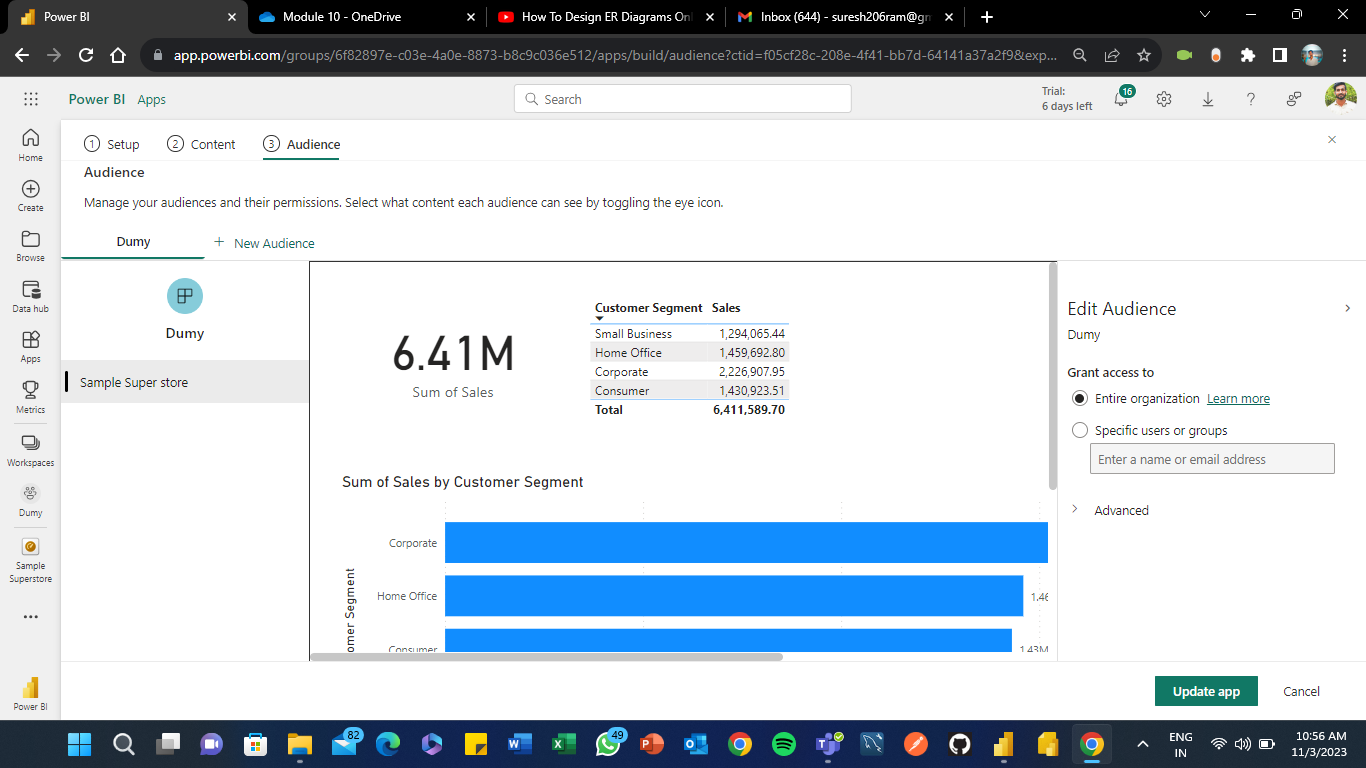 Power BI
Module 10 - OneDrive
How To Design ER Diagrams Onl
Inbox (644) - suresh206ram@gm
app.powerbi.com/groups/6f82897e-c03e-4a0e-8873-b8c9c036e512/apps/build/audience?ctid=f05cf28c-208e-4f41-bb7d-64141a37a2f9&exp...
Power BI Apps
Search
Trial:
6 days left
16
Home
Create
Browse
Data hub
Apps
Metrics
Workspaces
Dumy
Sample
Superstore
Power BI
1 Setup
2 Content
3 Audience
Audience
Manage your audiences and their permissions. Select what content each audience can see by toggling the eye icon.
Dumy
+ New Audience
Dumy
Sample Super store
6.41M
Sum of Sales
Customer Segment Sales
Small Business 1,294,065.44
Home Office 1,459,692.80
Corporate 2,226,907.95
Consumer 1,430,923.51
Total 6,411,589.70
Sum of Sales by Customer Segment
omer Segment
Corporate
Home Office 1.46
Consumer 1.43M
Edit Audience
Dumy
Grant access to
Entire organization Learn more
Specific users or groups
Enter a name or email address
Advanced
Update app
Cancel
82
49
ENG
IN
10:56 AM
11/3/2023